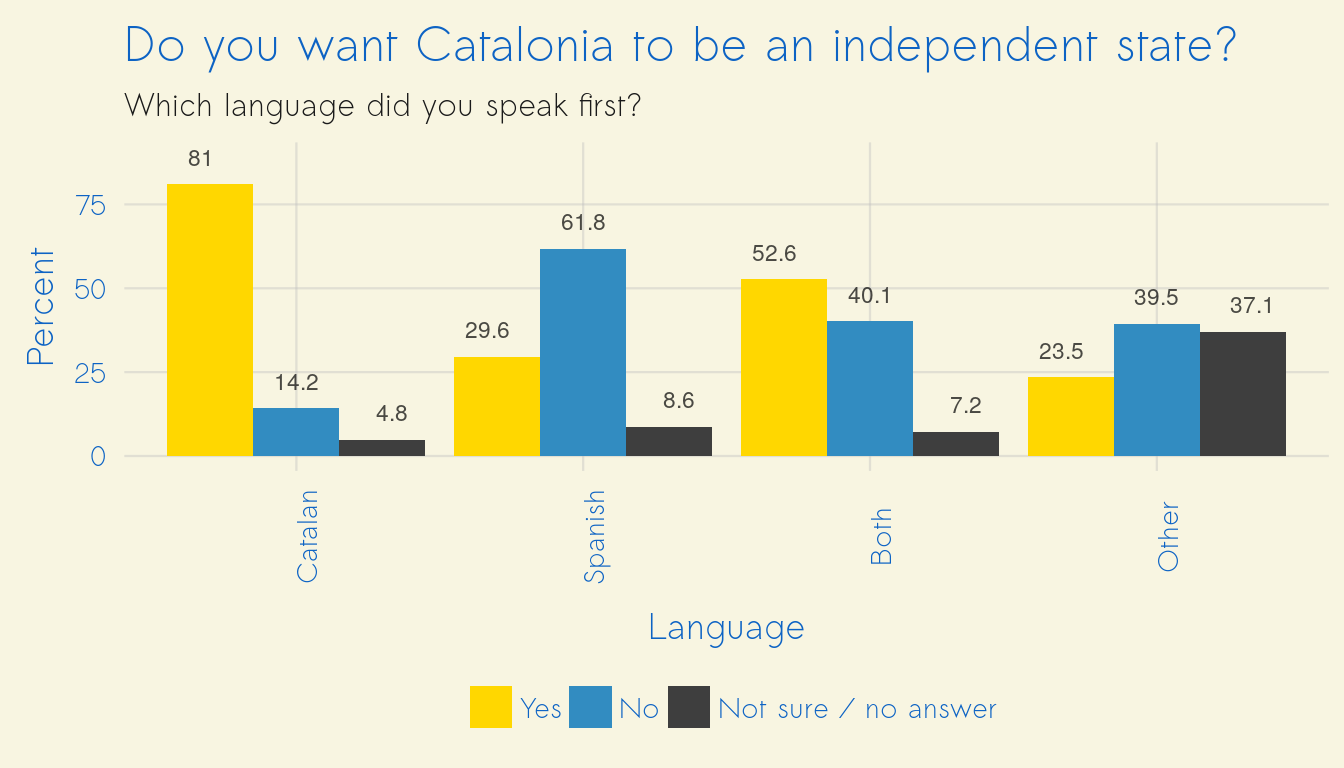 Do you want Catalonia to be an independent state?
Which language did you speak first?
Percent
75
50
25
0
81
14.2
4.8
29.6
61.8
8.6
52.6
40.1
7.2
23.5
39.5
37.1
Catalan
Spanish
Both
Other
Language
Yes No Not sure / no answer